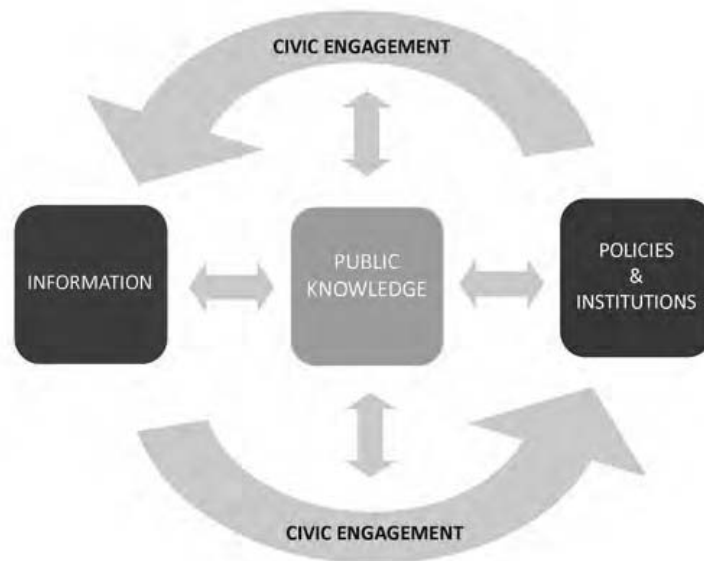 CIVIC ENGAGEMENT
INFORMATION
PUBLIC
KNOWLEDGE
POLICIES
&
INSTITUTIONS
CIVIC ENGAGEMENT